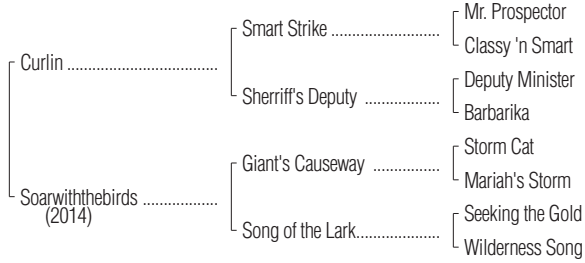 Mr. Prospector
Smart Strike ......................
Classy 'n Smart
Curlin ..............................
Deputy Minister
Sherriff's Deputy ...............
Barbarika
Storm Cat
Giant's Causeway .............
Mariah's Storm
Soarwiththebirds ...............
(2014)
Seeking the Gold
Song of the Lark.................
Wilderness Song